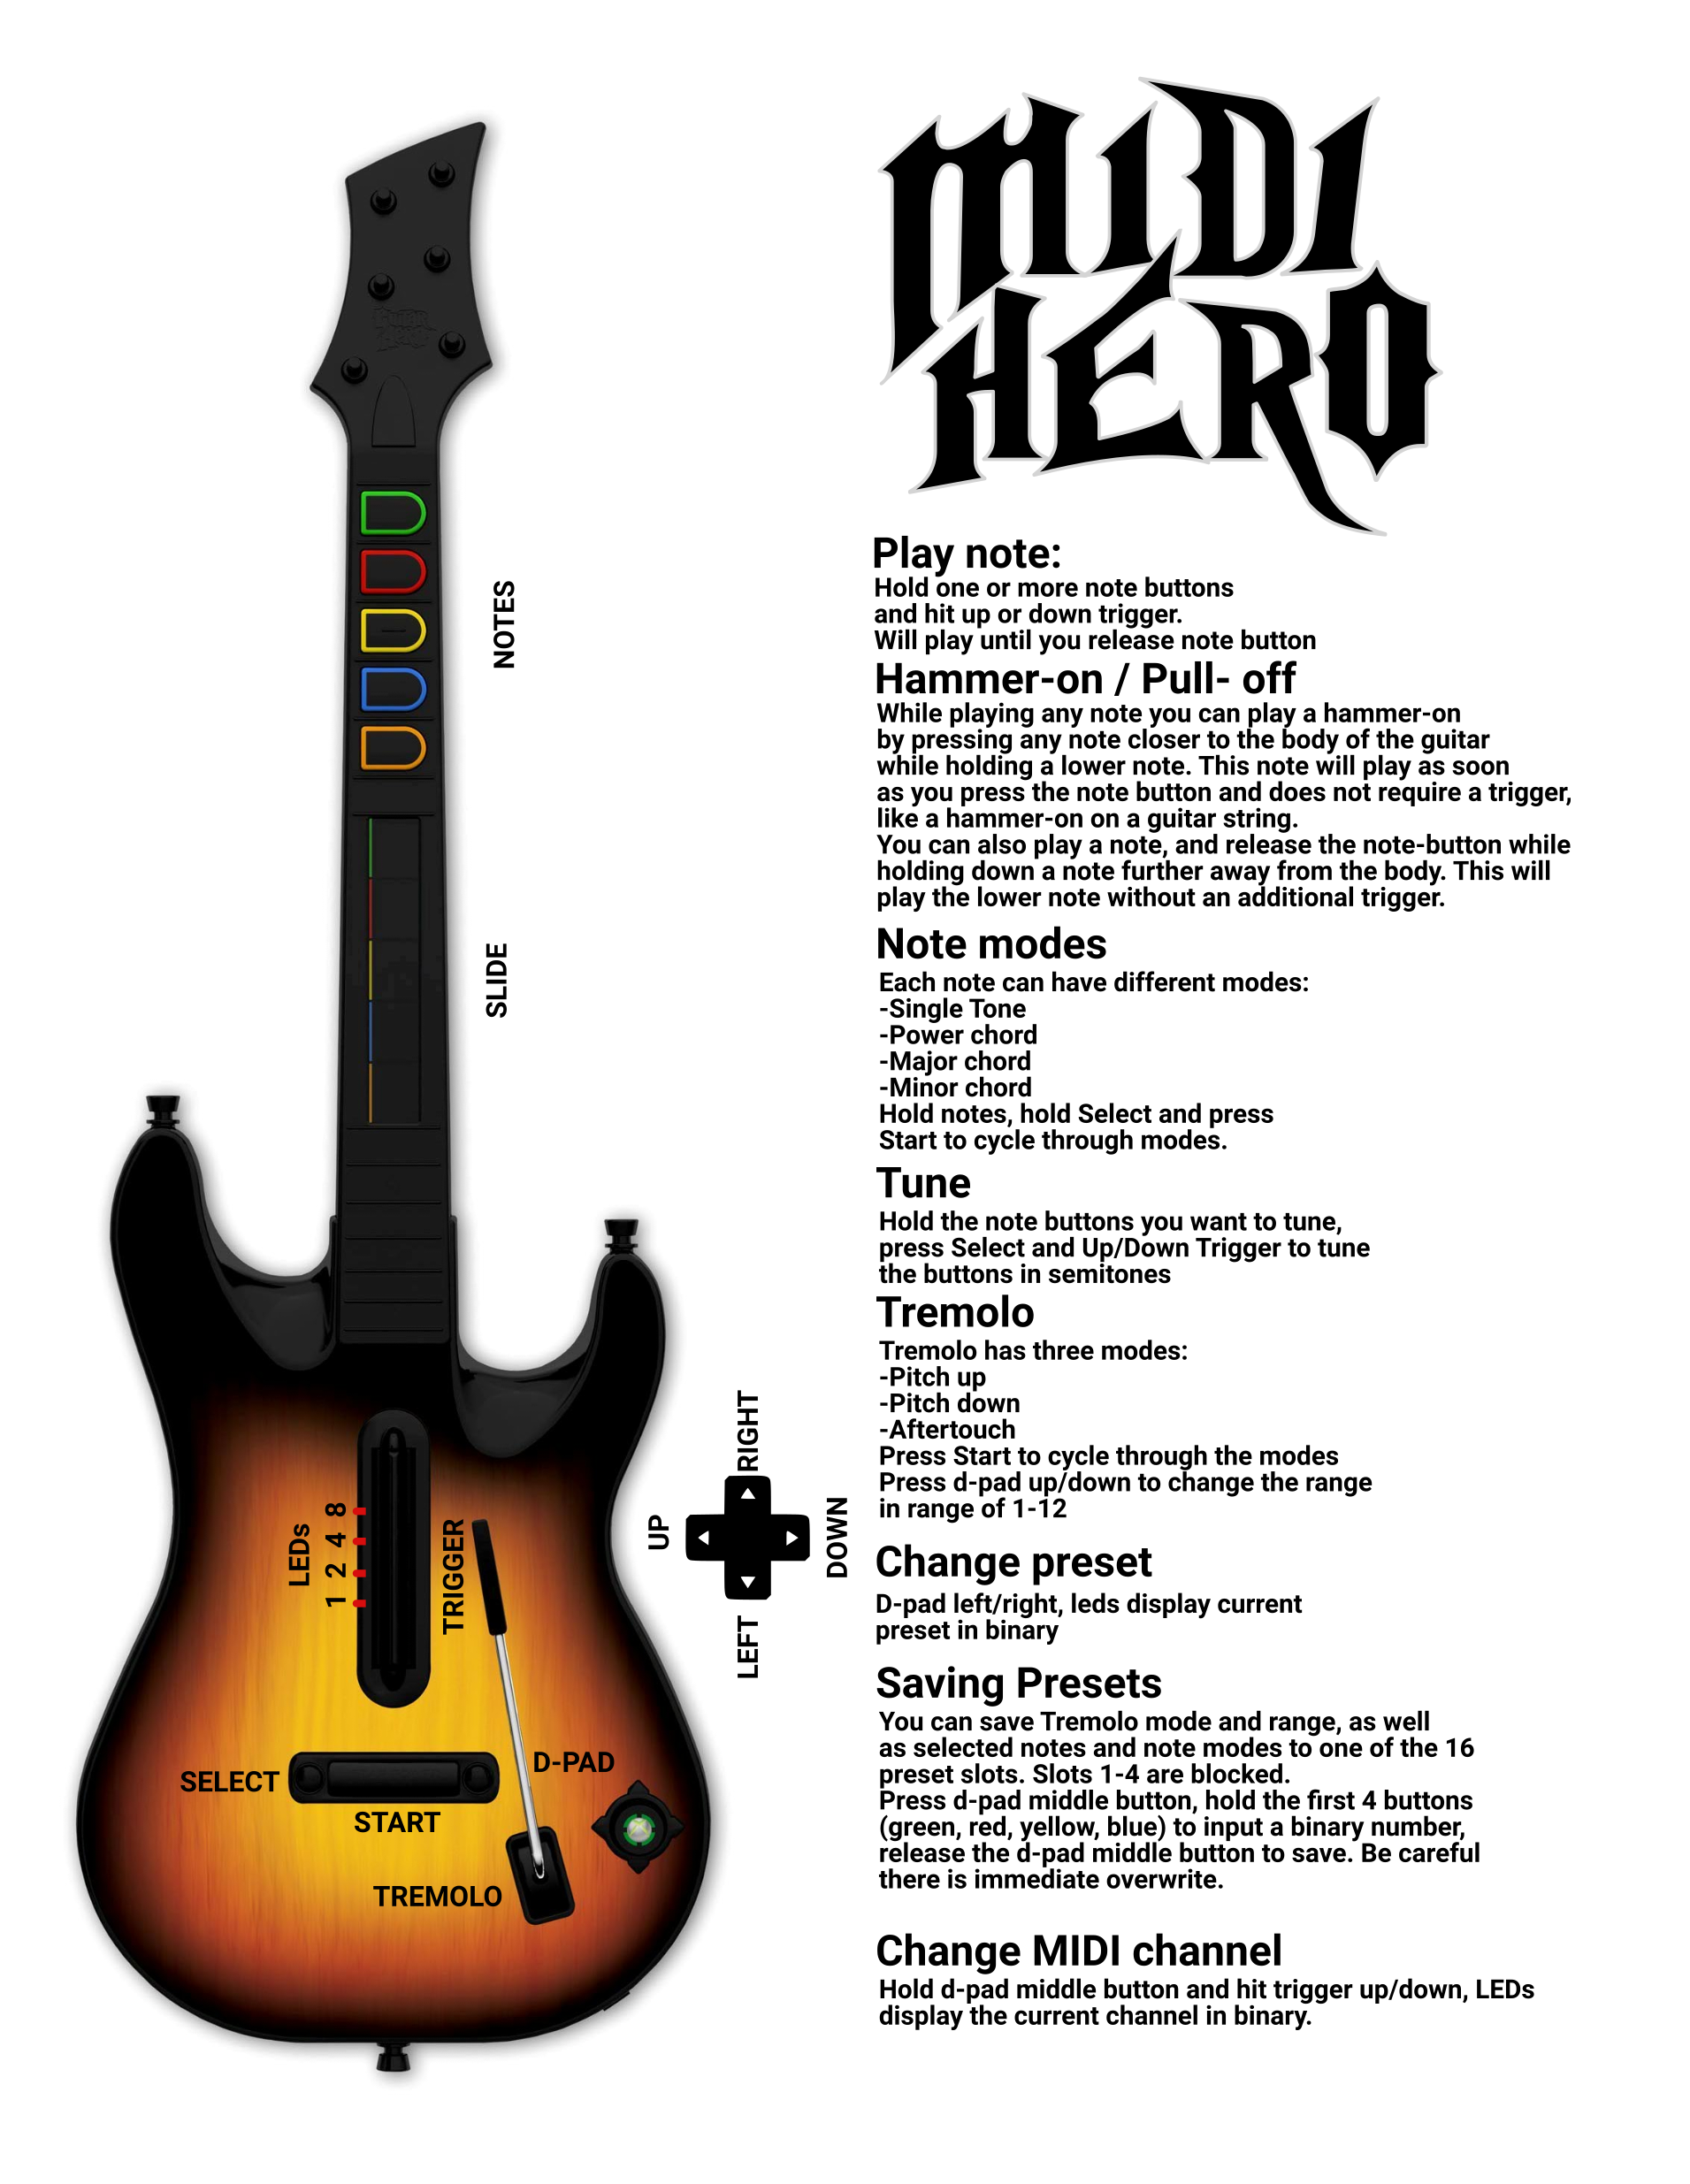 MIDI
HERO
Play note:
Hold one or more note buttons
and hit up or down trigger.
Will play until you release note button
Hammer-on / Pull- off
While playing any note you can play a hammer-on
by pressing any note closer to the body of the guitar
while holding a lower note. This note will play as soon
as you press the note button and does not require a trigger,
like a hammer-on on a guitar string.
You can also play a note, and release the note-button while
holding down a note further away from the body. This will
play the lower note without an additional trigger.
Note modes
Each note can have different modes:
-Single Tone
-Power chord
-Major chord
-Minor chord
Hold notes, hold Select and press
Start to cycle through modes.
Tune
Hold the note buttons you want to tune,
press Select and Up/Down Trigger to tune
the buttons in semitones
Tremolo
Tremolo has three modes:
-Pitch up
-Pitch down
-Aftertouch
Press Start to cycle through the modes
Press d-pad up/down to change the range
in range of 1-12
Change preset
D-pad left/right, leds display current
preset in binary
Saving Presets
You can save Tremolo mode and range, as well
as selected notes and note modes to one of the 16
preset slots. Slots 1-4 are blocked.
Press d-pad middle button, hold the first 4 buttons
(green, red, yellow, blue) to input a binary number,
release the d-pad middle button to save. Be careful
there is immediate overwrite.
Change MIDI channel
Hold d-pad middle button and hit trigger up/down, LEDs
display the current channel in binary.
GUITAR
HERO
NOTES
SLIDE
LEDs
1 2 4 8
TRIGGER
UP
RIGHT
DOWN
LEFT
SELECT
START
D-PAD
TREMOLO